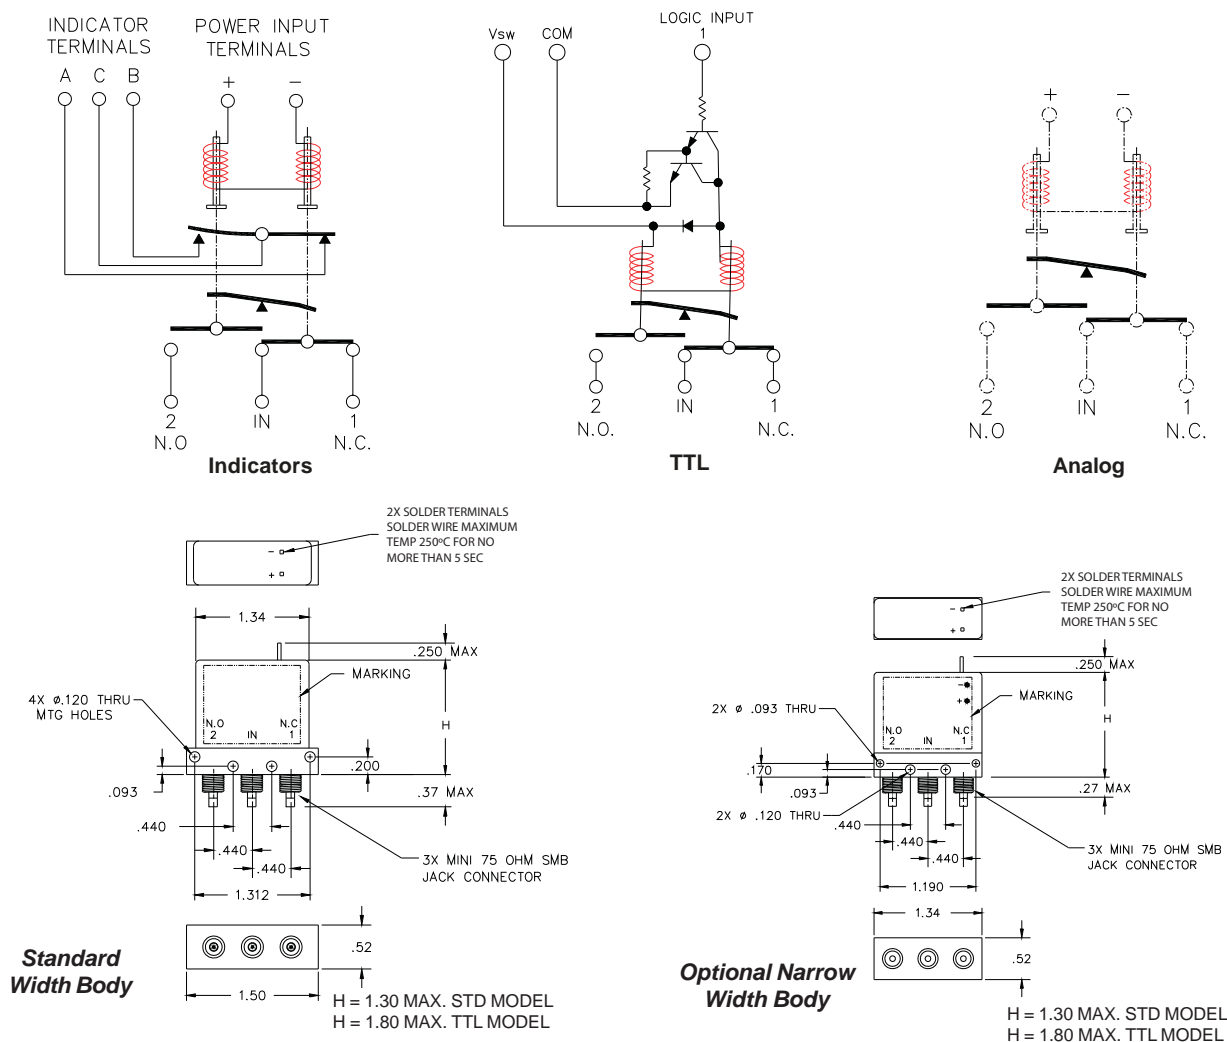 INDICATOR
TERMINALS
POWER INPUT
TERMINALS
A C B
+ −
2
N.O
IN
1
N.C.
Indicators
Vsw
COM
LOGIC INPUT
1
2
N.O.
IN
1
N.C.
TTL
+ −
2
N.O
IN
1
N.C.
Analog
2X SOLDER TERMINALS
SOLDER WIRE MAXIMUM
TEMP 250ºC FOR NO
MORE THAN 5 SEC
−
+
1.34
.250 MAX
MARKING
4X ø.120 THRU
MTG HOLES
N.O
2
IN
N.C
1
H
.200
.093
.37 MAX
.440
.440
.440
3X MINI 75 OHM SMB
JACK CONNECTOR
1.312
.52
1.50
Standard
Width Body
H = 1.30 MAX. STD MODEL
H = 1.80 MAX. TTL MODEL
2X SOLDER TERMINALS
SOLDER WIRE MAXIMUM
TEMP 250ºC FOR NO
MORE THAN 5 SEC
−
+
.250 MAX
−
+
MARKING
2X ø .093 THRU
N.O
2
IN
N.C
1
H
.170
.093
.27 MAX
2X ø .120 THRU
.440
.440
.440
3X MINI 75 OHM SMB
JACK CONNECTOR
1.190
1.34
.52
Optional Narrow
Width Body
H = 1.30 MAX. STD MODEL
H = 1.80 MAX. TTL MODEL